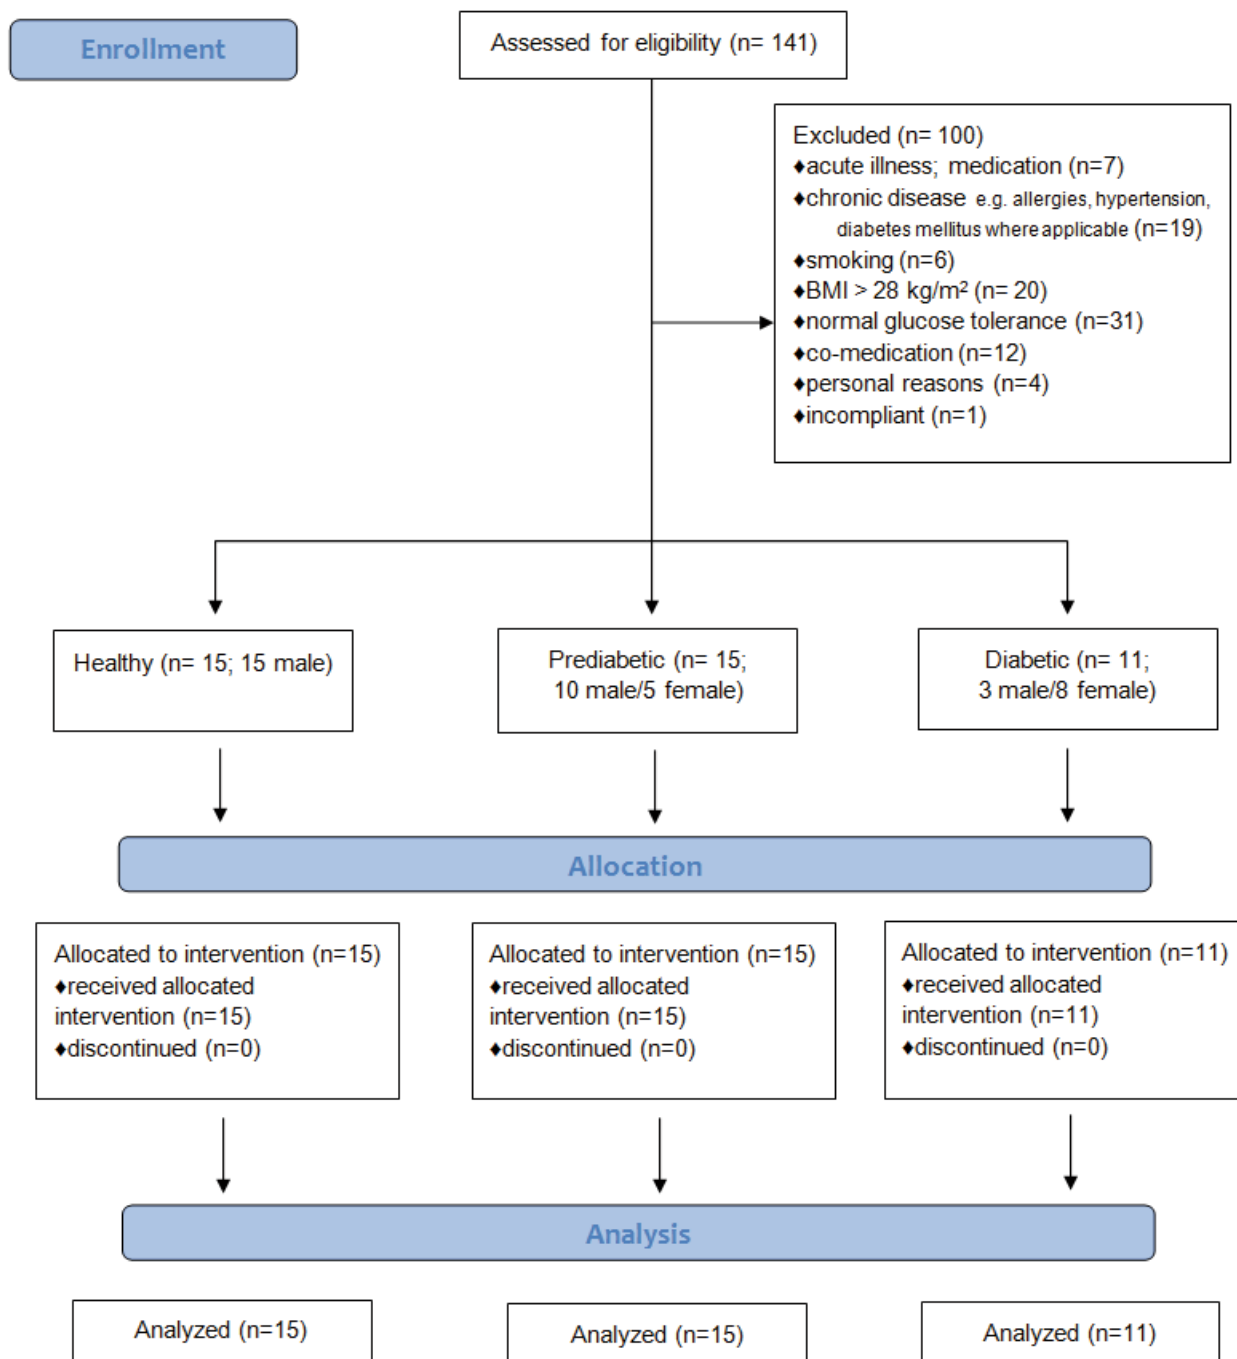 Enrollment
Assessed for eligibility (n= 141)
Excluded (n= 100)
♦acute illness; medication (n=7)
♦chronic disease e.g. allergies, hypertension,
diabetes mellitus where applicable (n=19)
♦smoking (n=6)
♦BMI > 28 kg/m² (n= 20)
♦normal glucose tolerance (n=31)
♦co-medication (n=12)
♦personal reasons (n=4)
♦incompliant (n=1)
Healthy (n= 15; 15 male)
Prediabetic (n= 15;
10 male/5 female)
Diabetic (n= 11;
3 male/8 female)
Allocation
Allocated to intervention (n=15)
♦received allocated
intervention (n=15)
♦discontinued (n=0)
Allocated to intervention (n=15)
♦received allocated
intervention (n=15)
♦discontinued (n=0)
Allocated to intervention (n=11)
♦received allocated
intervention (n=11)
♦discontinued (n=0)
Analysis
Analyzed (n=15)
Analyzed (n=15)
Analyzed (n=11)